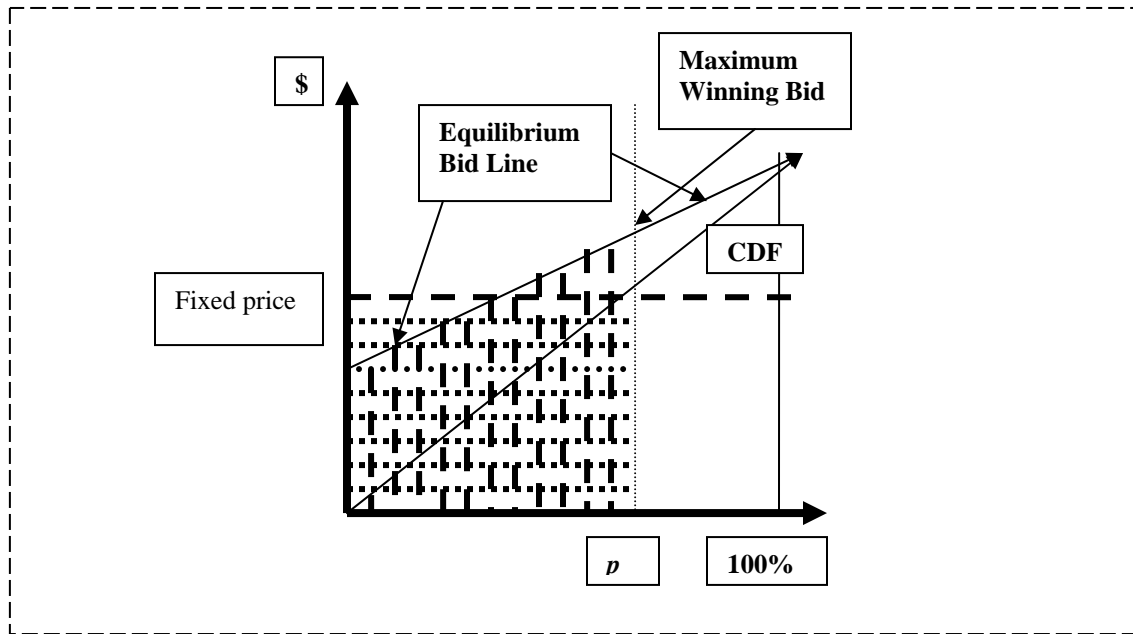 Maximum
Winning Bid
$
Equilibrium
Bid Line
CDF
Fixed price
p
100%